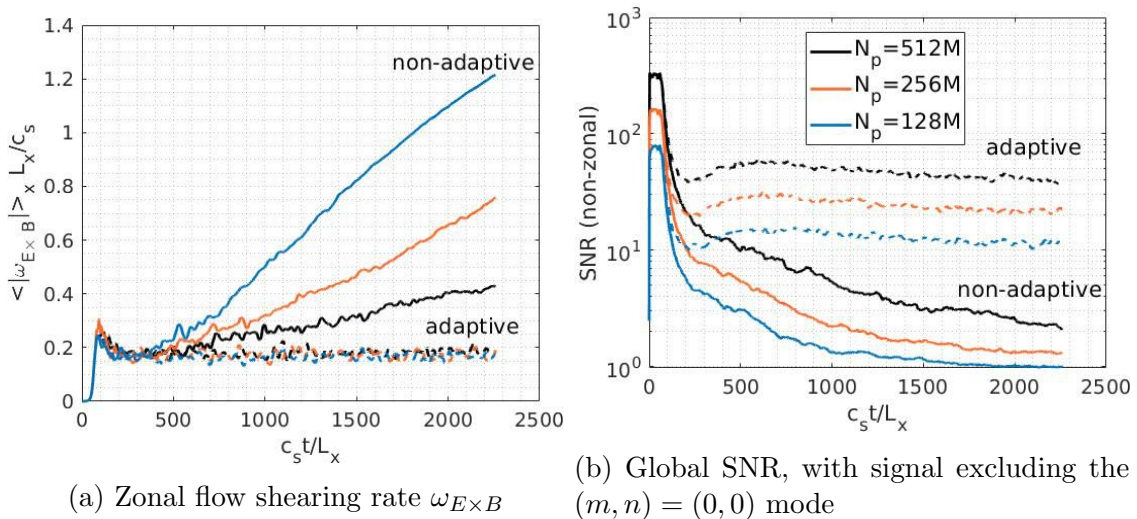 1.4
1.2
1
0.8
0.6
0.4
0.2
0
<|ω_{E×B}|>_x L_x/c_s
non-adaptive
adaptive
0 500 1000 1500 2000 2500
c_s t/L_x
(a) Zonal flow shearing rate ω_{E×B}
10^3
10^2
10^1
10^0
SNR (non-zonal)
N_p=512M
N_p=256M
N_p=128M
adaptive
non-adaptive
0 500 1000 1500 2000 2500
c_s t/L_x
(b) Global SNR, with signal excluding the
(m, n) = (0, 0) mode